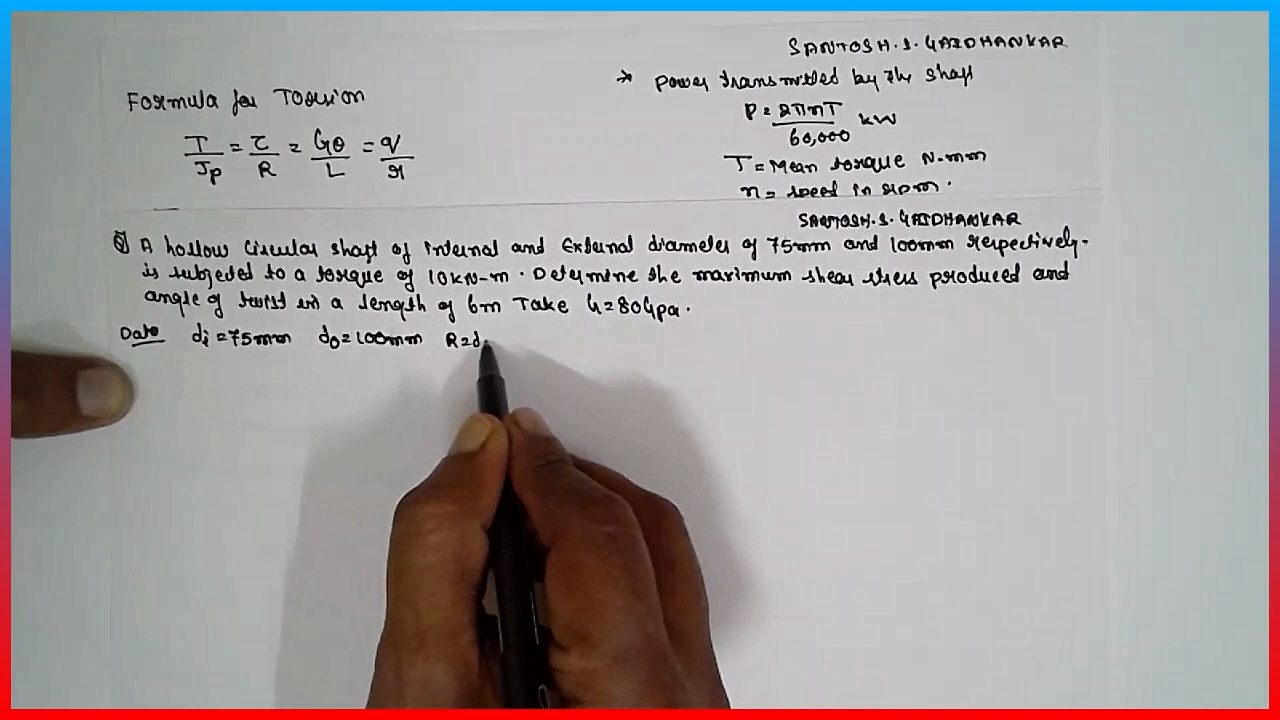 SANTOSH.S.GAIDHANKAR
Formula for Torsion
T/Jp = τ/R = Gθ/L = q/r
→ power transmitted by the shaft
P = 2πnT/60,000 kW
T = Mean torque N-mm
n = speed in rpm.
SANTOSH.S.GAIDHANKAR
Q A hollow circular shaft of internal and External diameter of 75mm and 100mm respectively.
is subjected to a torque of 10kN-m. Determine the maximum shear stress produced and
angle of twist in a length of 6m Take G=80Gpa.
Data di=75mm do=100mm R=d